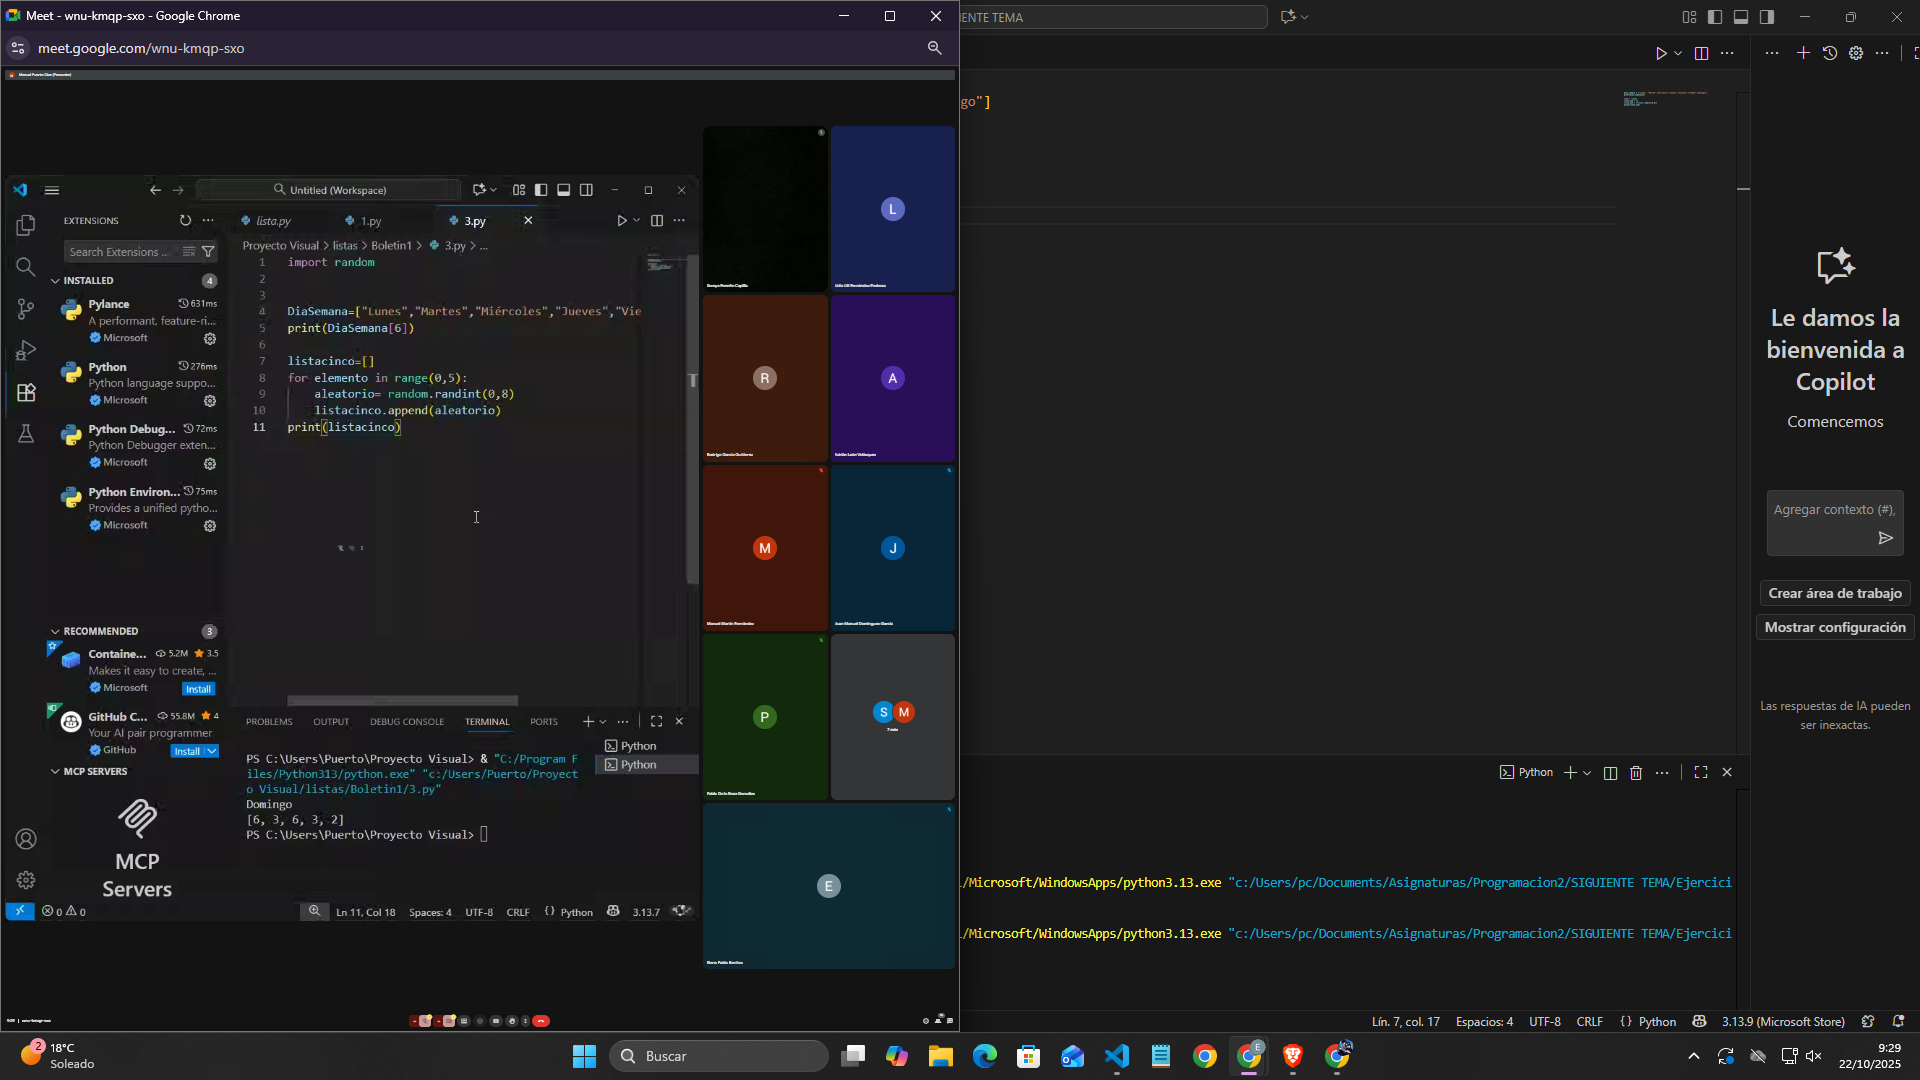 Meet - wnu-kmqp-sxo - Google Chrome
meet.google.com/wnu-kmqp-sxo
Untitled (Workspace)
EXTENSIONS
lista.py
1.py
3.py
Search Extensions ...
Proyecto Visual > listas > Boletin1 > 3.py > ...
INSTALLED
4
Pylance
631ms
A performant, feature-ri...
Microsoft
Python
276ms
Python language suppo...
Microsoft
Python Debug...
72ms
Python Debugger exten...
Microsoft
Python Environ...
75ms
Provides a unified pytho...
Microsoft
1 import random
2
3
4 DiaSemana=["Lunes","Martes","Miércoles","Jueves","Vie
5 print(DiaSemana[6])
6
7 listacinco=[]
8 for elemento in range(0,5):
9 aleatorio= random.randint(0,8)
10 listacinco.append(aleatorio)
11 print(listacinco)
RECOMMENDED
3
Containe...
5.2M
3.5
Makes it easy to create, ...
Microsoft
Install
GitHub C...
55.8M
4
Your AI pair programmer
GitHub
Install
MCP SERVERS
MCP
Servers
PROBLEMS
OUTPUT
DEBUG CONSOLE
TERMINAL
PORTS
Python
Python
PS C:\Users\Puerto\Proyecto Visual> & "C:/Program F
iles/Python313/python.exe" "c:/Users/Puerto/Proyect
o Visual/listas/Boletin1/3.py"
Domingo
[6, 3, 6, 3, 2]
PS C:\Users\Puerto\Proyecto Visual>
0 0
Ln 11, Col 18
Spaces: 4
UTF-8
CRLF
Python
3.13.7
L
R
A
M
J
P
S M
E
IENTE TEMA
go"]
Le damos la
bienvenida a
Copilot
Comencemos
Agregar contexto (#),
Crear área de trabajo
Mostrar configuración
Las respuestas de IA pueden
ser inexactas.
Python
/Microsoft/WindowsApps/python3.13.exe "c:/Users/pc/Documents/Asignaturas/Programacion2/SIGUIENTE TEMA/Ejercici
/Microsoft/WindowsApps/python3.13.exe "c:/Users/pc/Documents/Asignaturas/Programacion2/SIGUIENTE TEMA/Ejercici
Lín. 7, col. 17
Espacios: 4
UTF-8
CRLF
Python
3.13.9 (Microsoft Store)
2
18°C
Soleado
Buscar
E
9:29
22/10/2025